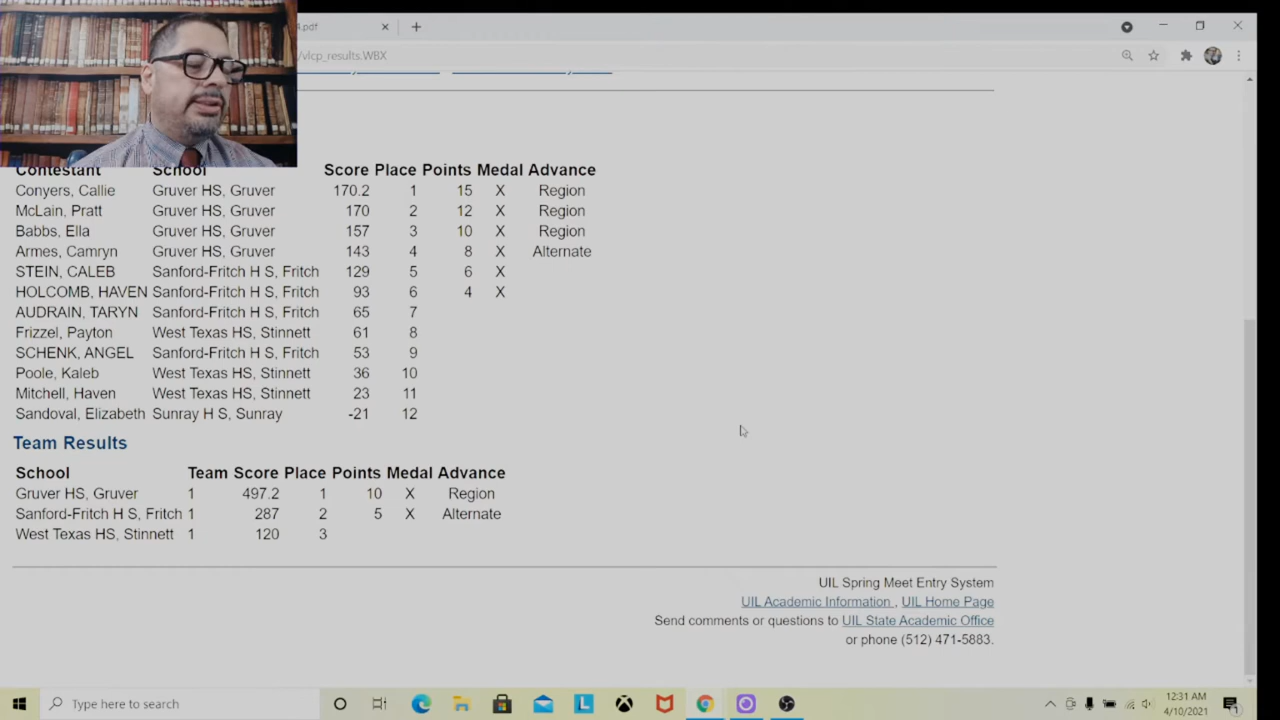 4.pdf
/vlcp_results.WBX
Contestant School Score Place Points Medal Advance
Conyers, Callie Gruver HS, Gruver 170.2 1 15 X Region
McLain, Pratt Gruver HS, Gruver 170 2 12 X Region
Babbs, Ella Gruver HS, Gruver 157 3 10 X Region
Armes, Camryn Gruver HS, Gruver 143 4 8 X Alternate
STEIN, CALEB Sanford-Fritch H S, Fritch 129 5 6 X
HOLCOMB, HAVEN Sanford-Fritch H S, Fritch 93 6 4 X
AUDRAIN, TARYN Sanford-Fritch H S, Fritch 65 7
Frizzel, Payton West Texas HS, Stinnett 61 8
SCHENK, ANGEL Sanford-Fritch H S, Fritch 53 9
Poole, Kaleb West Texas HS, Stinnett 36 10
Mitchell, Haven West Texas HS, Stinnett 23 11
Sandoval, Elizabeth Sunray H S, Sunray -21 12
Team Results
School Team Score Place Points Medal Advance
Gruver HS, Gruver 1 497.2 1 10 X Region
Sanford-Fritch H S, Fritch 1 287 2 5 X Alternate
West Texas HS, Stinnett 1 120 3
UIL Spring Meet Entry System
UIL Academic Information , UIL Home Page
Send comments or questions to UIL State Academic Office
or phone (512) 471-5883.
Type here to search
L
12:31 AM
4/10/2021
1